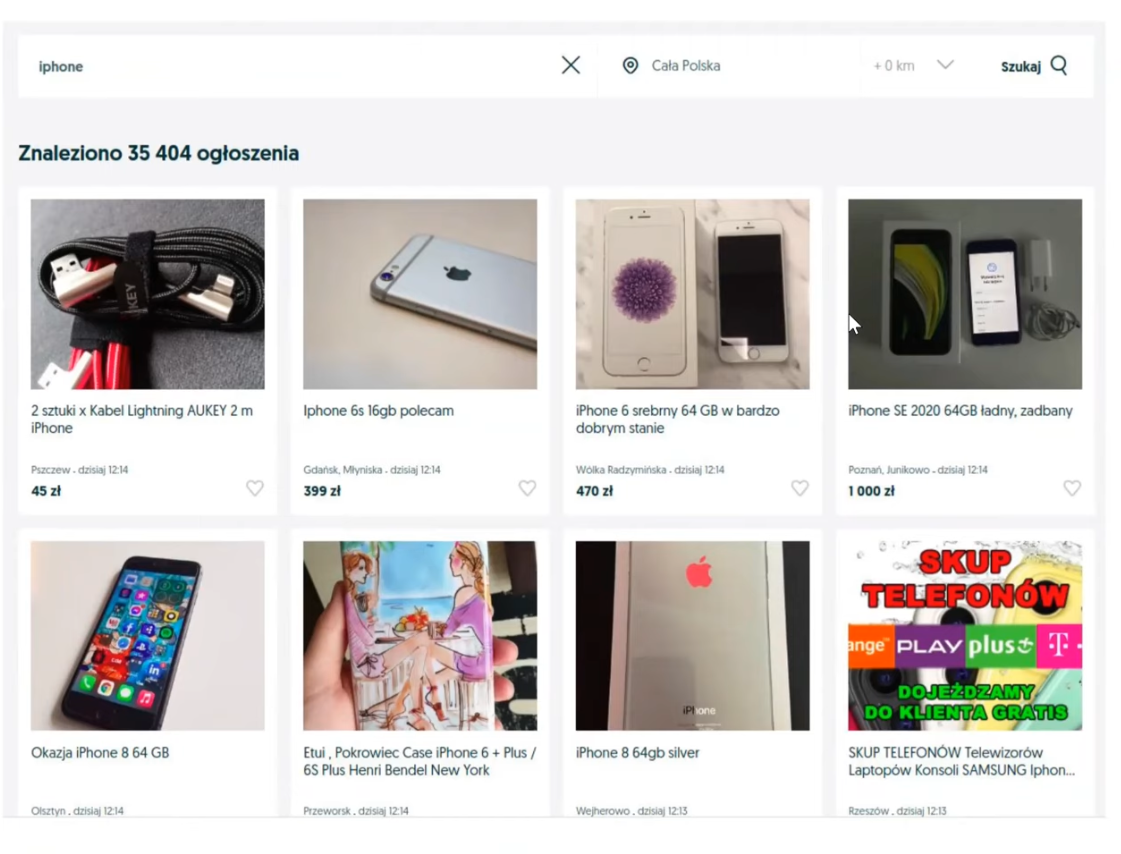 iphone
Cała Polska
+ 0 km
Szukaj
Znaleziono 35 404 ogłoszenia
KEY
2 sztuki x Kabel Lightning AUKEY 2 m
iPhone
Pszczew - dzisiaj 12:14
45 zł
Iphone 6s 16gb polecam
Gdańsk, Młyniska - dzisiaj 12:14
399 zł
iPhone 6 srebrny 64 GB w bardzo
dobrym stanie
Wólka Radzymińska - dzisiaj 12:14
470 zł
iPhone SE 2020 64GB ładny, zadbany
Poznań, Junikowo - dzisiaj 12:14
1 000 zł
Okazja iPhone 8 64 GB
Olsztyn - dzisiaj 12:14
Etui , Pokrowiec Case iPhone 6 + Plus /
6S Plus Henri Bendel New York
Przeworsk - dzisiaj 12:14
iPhone
iPhone 8 64gb silver
Wejherowo - dzisiaj 12:13
SKUP
TELEFONÓW
ange PLAY plus T
DOJEŻDZAMY
DO KLIENTA GRATIS
SKUP TELEFONÓW Telewizorów
Laptopów Konsoli SAMSUNG Iphon...
Rzeszów - dzisiaj 12:13